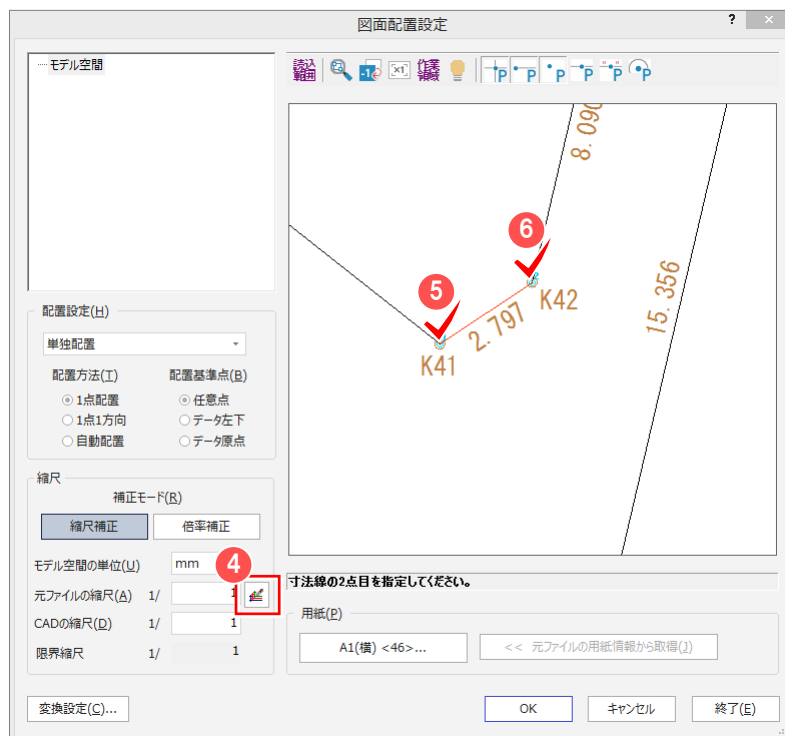 図面配置設定
?
×
モデル空間
読込範囲
-1
[x1]
作業領域
P P P P P P
8.090
6
5
K42
2.797
K41
15.356
配置設定(H)
単独配置
配置方法(T) 配置基準点(B)
1点配置 任意点
1点1方向 データ左下
自動配置 データ原点
縮尺
補正モード(R)
縮尺補正 倍率補正
モデル空間の単位(U) mm
4
元ファイルの縮尺(A) 1/ 1
CADの縮尺(D) 1/ 1
限界縮尺 1/ 1
寸法線の2点目を指定してください。
用紙(P)
A1(横) <46>... << 元ファイルの用紙情報から取得(J)
変換設定(C)... OK キャンセル 終了(E)